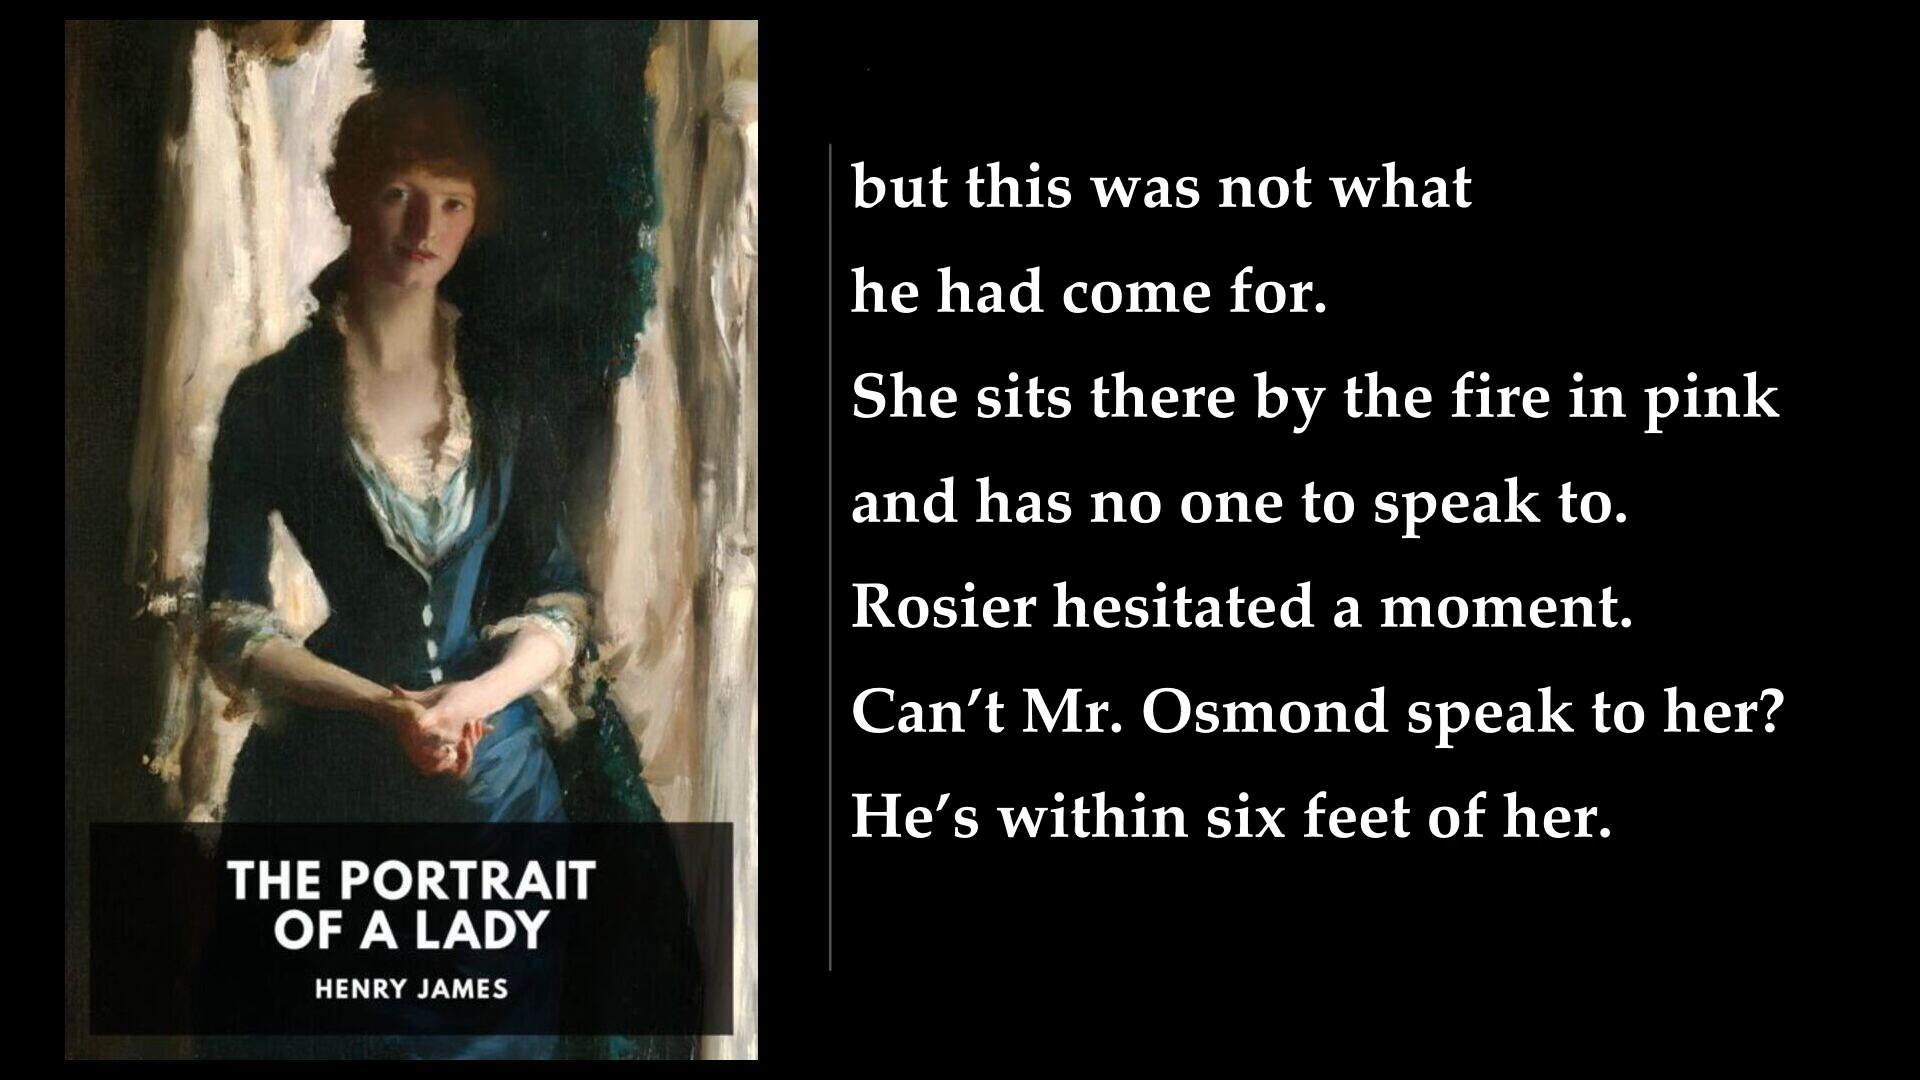 THE PORTRAIT
OF A LADY
HENRY JAMES
but this was not what
he had come for.
She sits there by the fire in pink
and has no one to speak to.
Rosier hesitated a moment.
Can’t Mr. Osmond speak to her?
He’s within six feet of her.